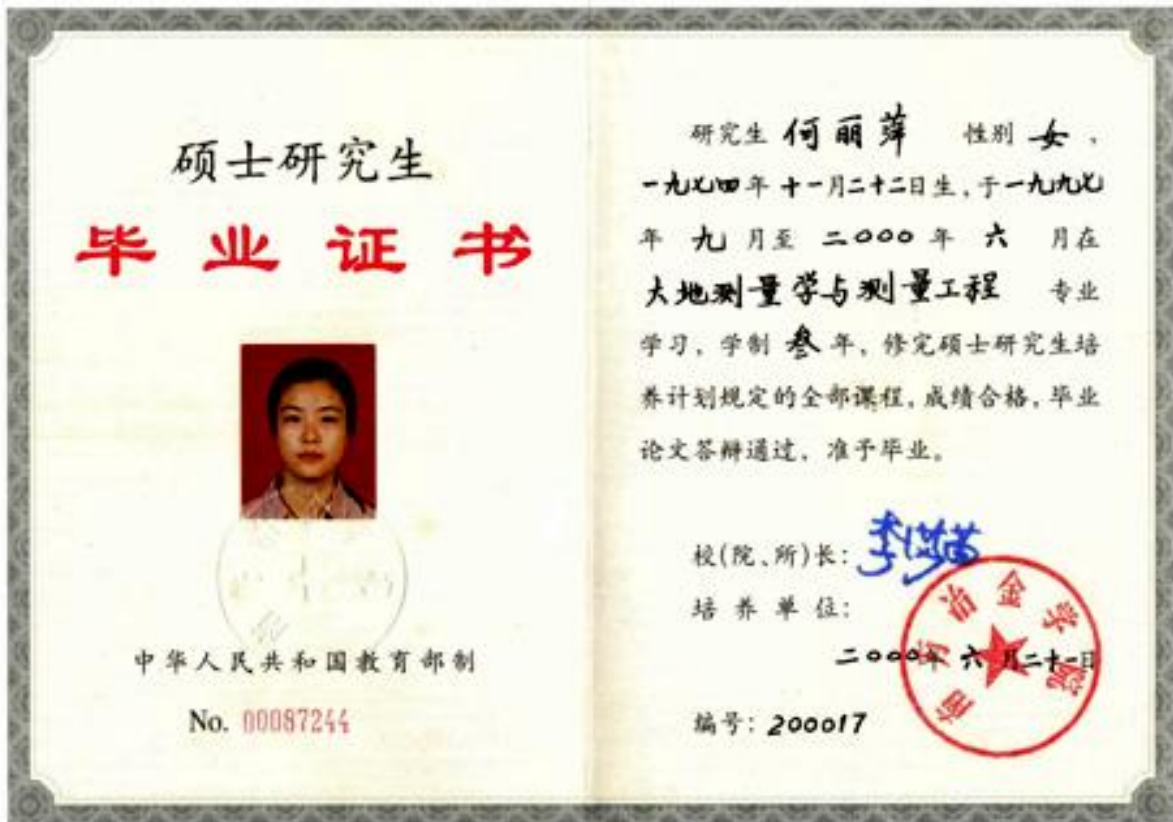 硕士研究生
毕业证书
中华人民共和国教育部制
No. 00087244
研究生 何丽萍 性别 女，
一九七四年十一月二十二日生，于一九九七
年 九 月至 二000 年 六 月在
大地测量学与测量工程 专业
学习，学制 叁 年，修完硕士研究生培
养计划规定的全部课程，成绩合格，毕业
论文答辩通过，准予毕业。
校(院、所)长：
培养单位：
南方冶金学院
二000年 六 月二十一日
编号：200017